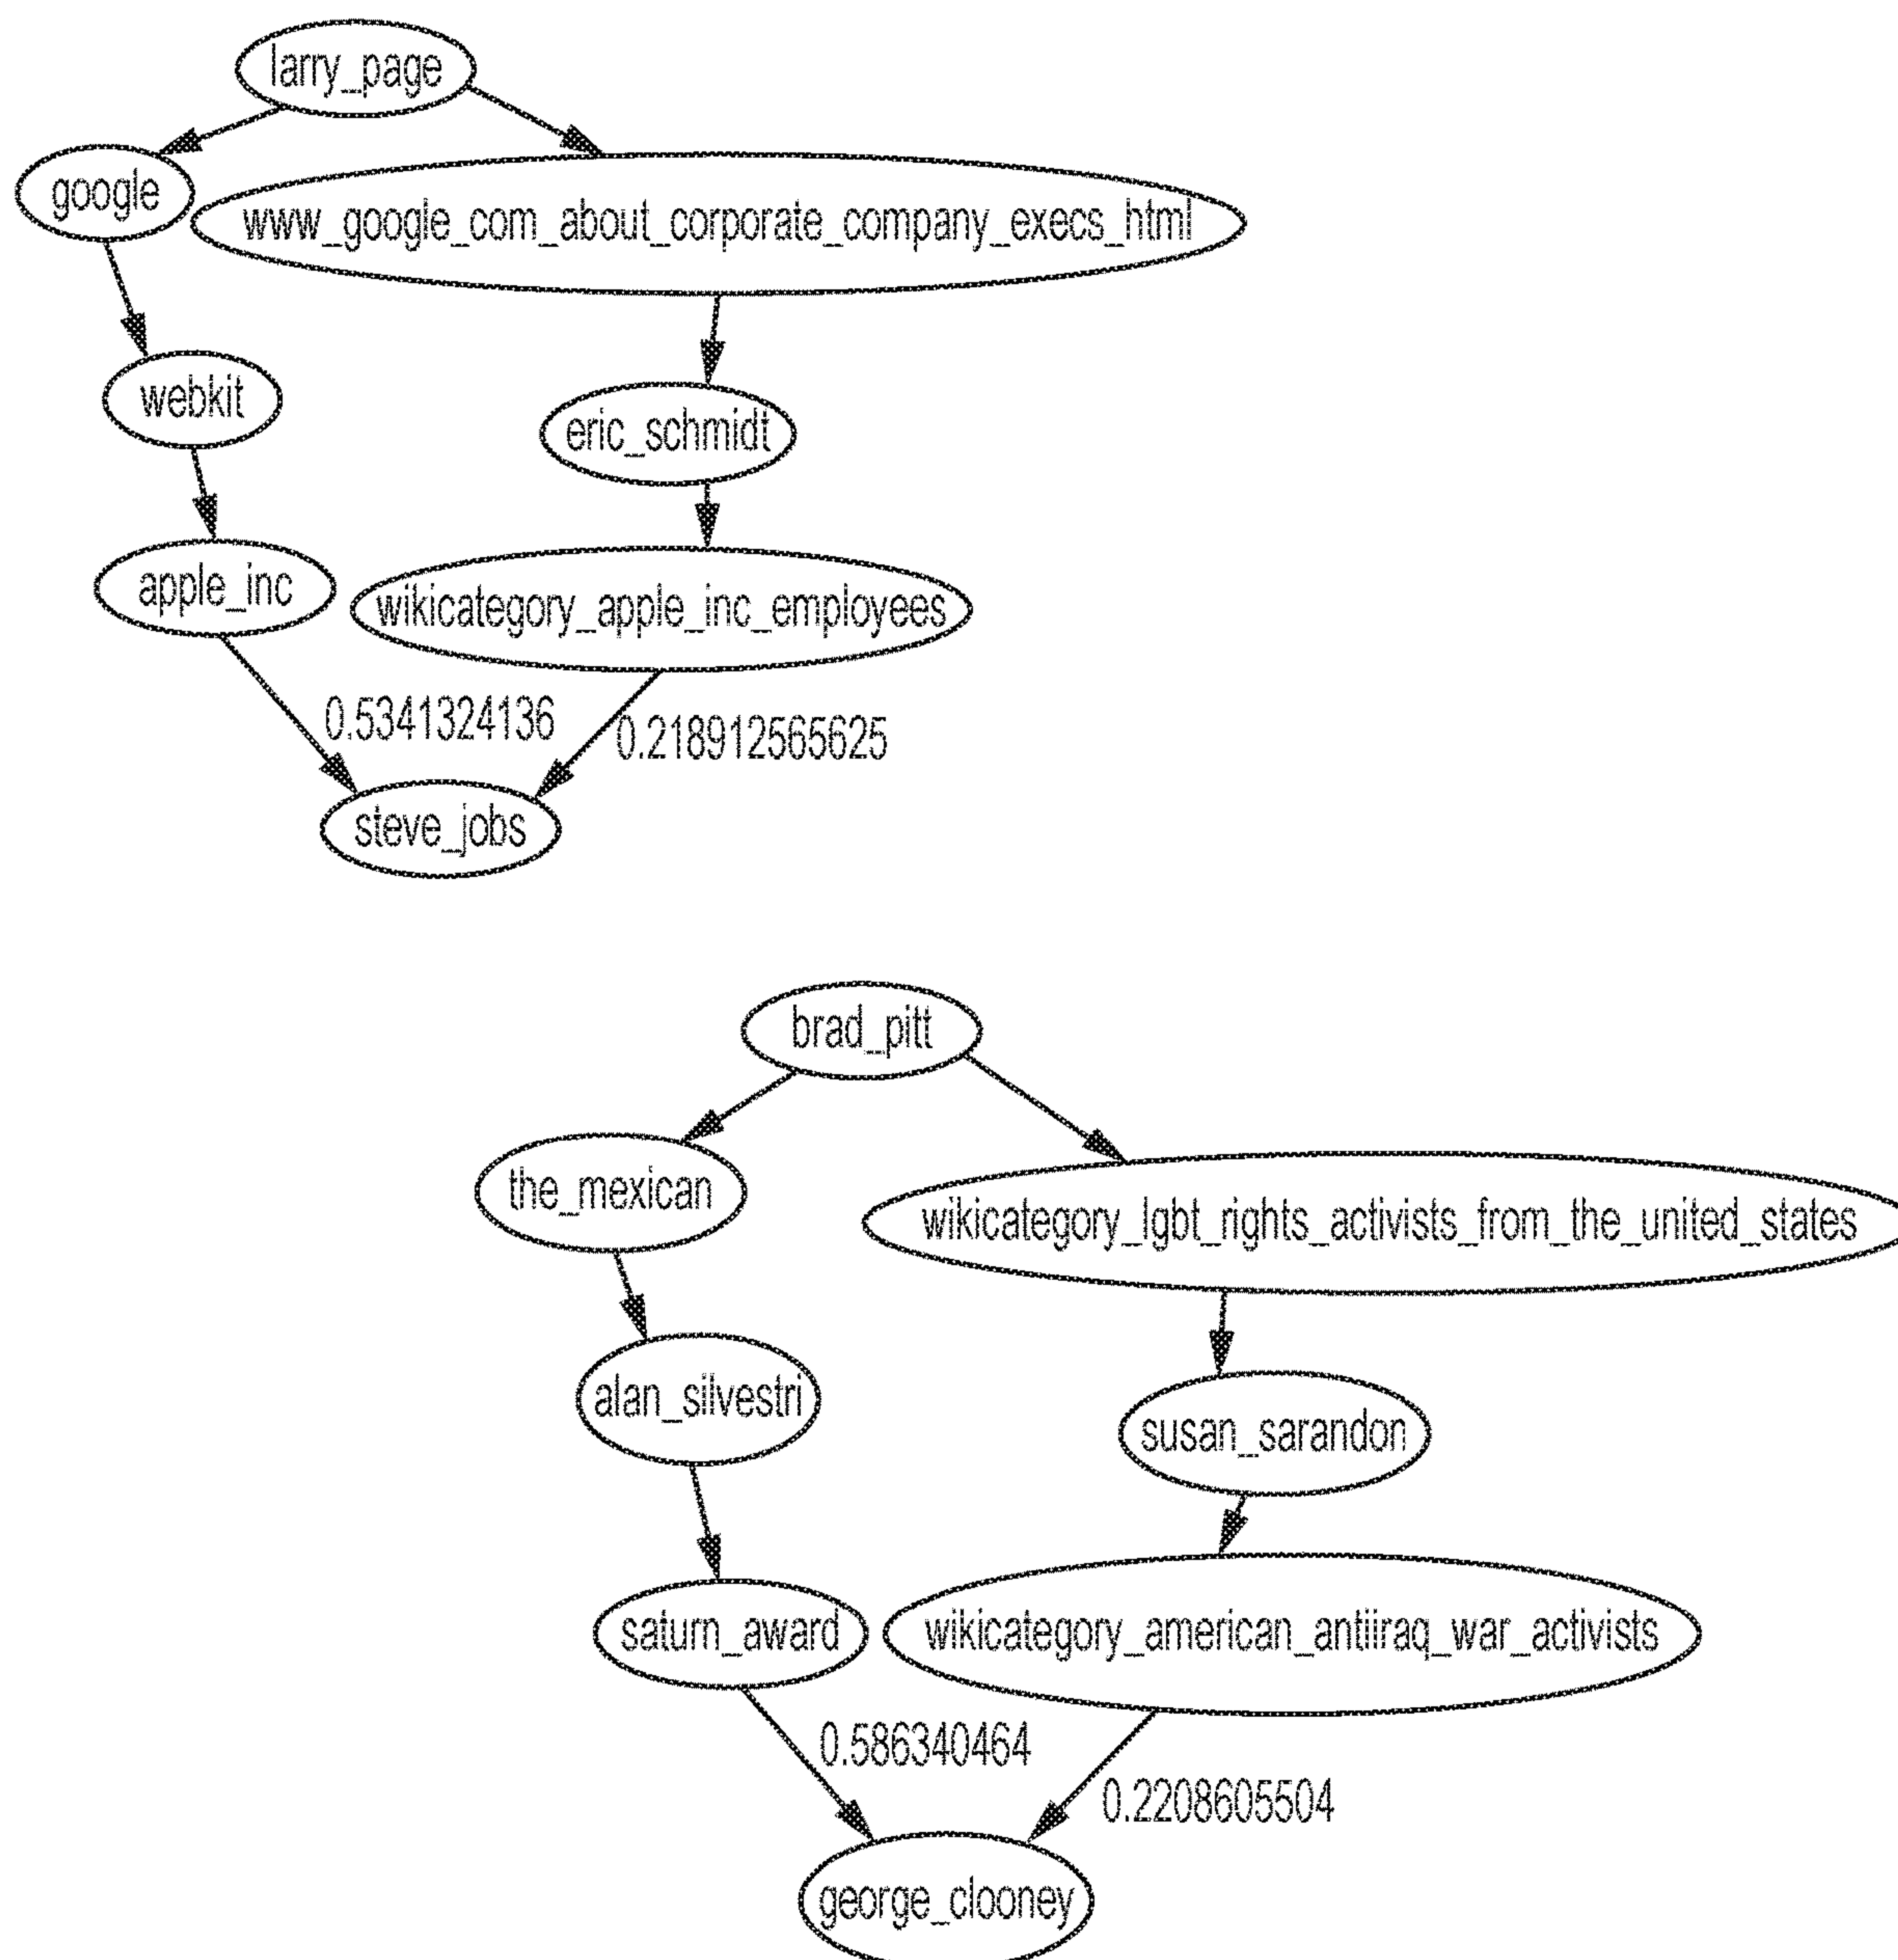 larry_page
google
www_google_com_about_corporate_company_execs_html
webkit
eric_schmidt
apple_inc
wikicategory_apple_inc_employees
0.5341324136
0.218912565625
steve_jobs
brad_pitt
the_mexican
wikicategory_lgbt_rights_activists_from_the_united_states
alan_silvestri
susan_sarandon
saturn_award
wikicategory_american_antiiraq_war_activists
0.586340464
0.2208605504
george_clooney